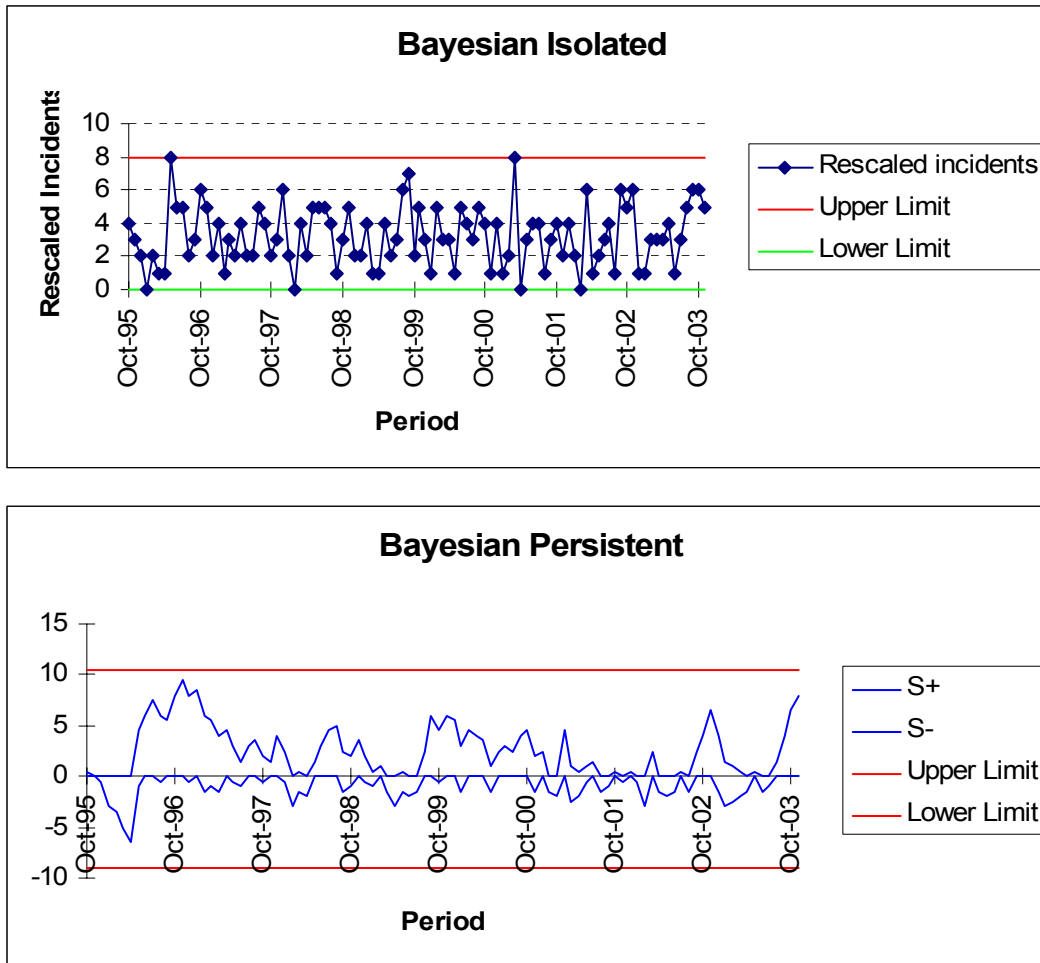 Bayesian Isolated
Rescaled Incidents
10
8
6
4
2
0
Oct-95
Oct-96
Oct-97
Oct-98
Oct-99
Oct-00
Oct-01
Oct-02
Oct-03
Period
Rescaled incidents
Upper Limit
Lower Limit
Bayesian Persistent
15
10
5
0
-5
-10
Oct-95
Oct-96
Oct-97
Oct-98
Oct-99
Oct-00
Oct-01
Oct-02
Oct-03
Period
S+
S-
Upper Limit
Lower Limit